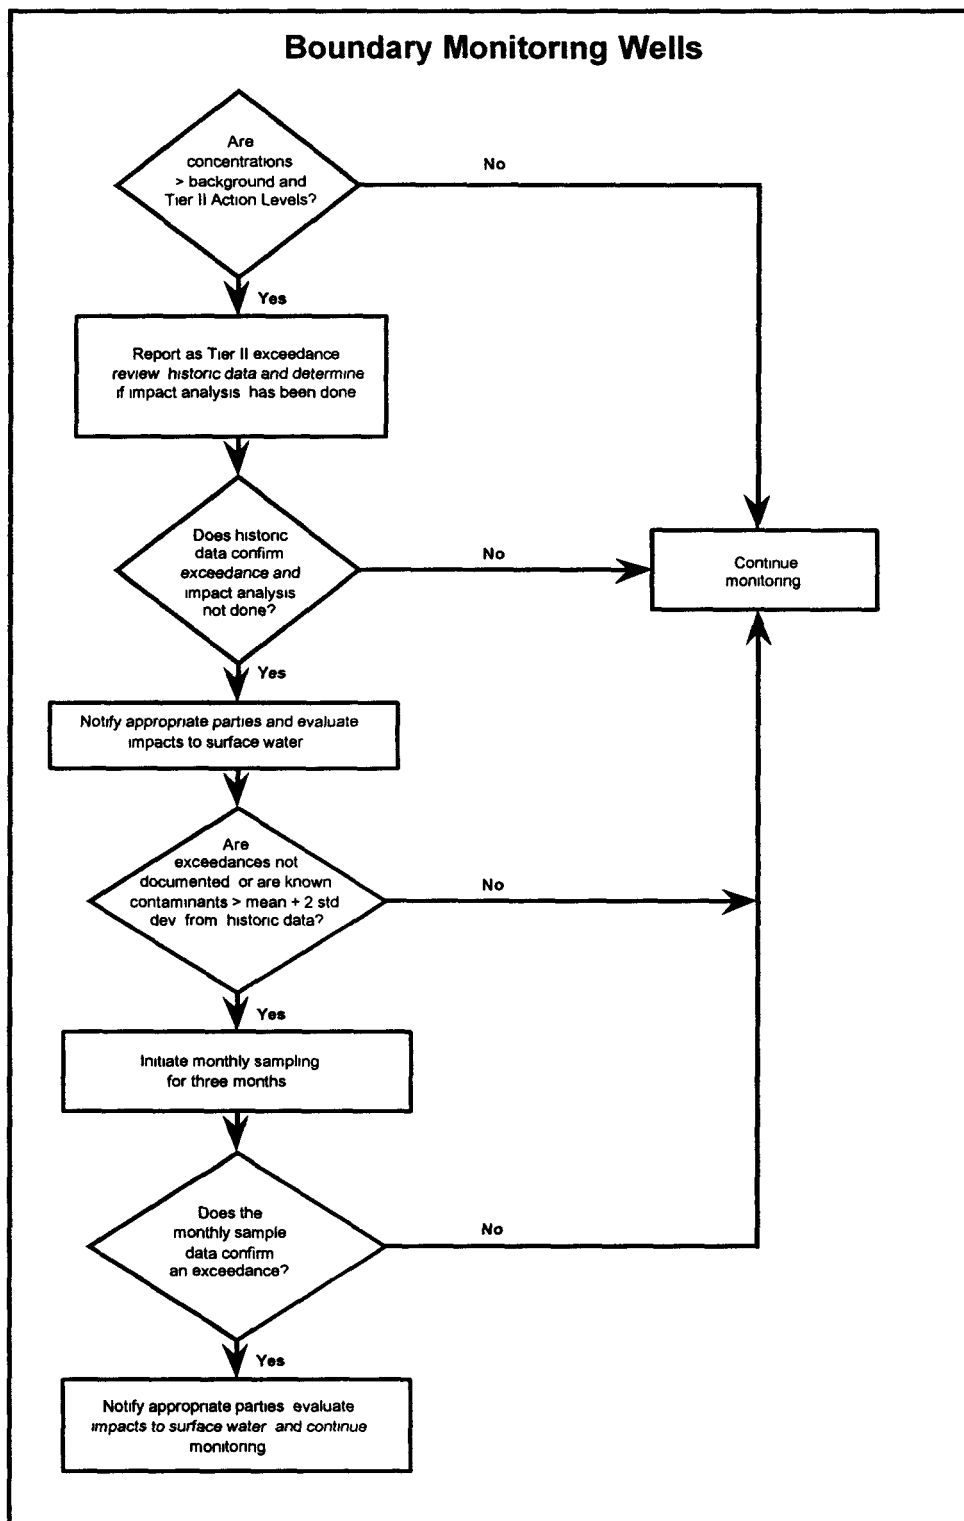 Boundary Monitoring Wells
Are
concentrations
> background and
Tier II Action Levels?
No
Yes
Report as Tier II exceedance
review historic data and determine
if impact analysis has been done
Does historic
data confirm
exceedance and
impact analysis
not done?
No
Continue
monitoring
Yes
Notify appropriate parties and evaluate
impacts to surface water
Are
exceedances not
documented or are known
contaminants > mean + 2 std
dev from historic data?
No
Yes
Initiate monthly sampling
for three months
Does the
monthly sample
data confirm
an exceedance?
No
Yes
Notify appropriate parties evaluate
impacts to surface water and continue
monitoring